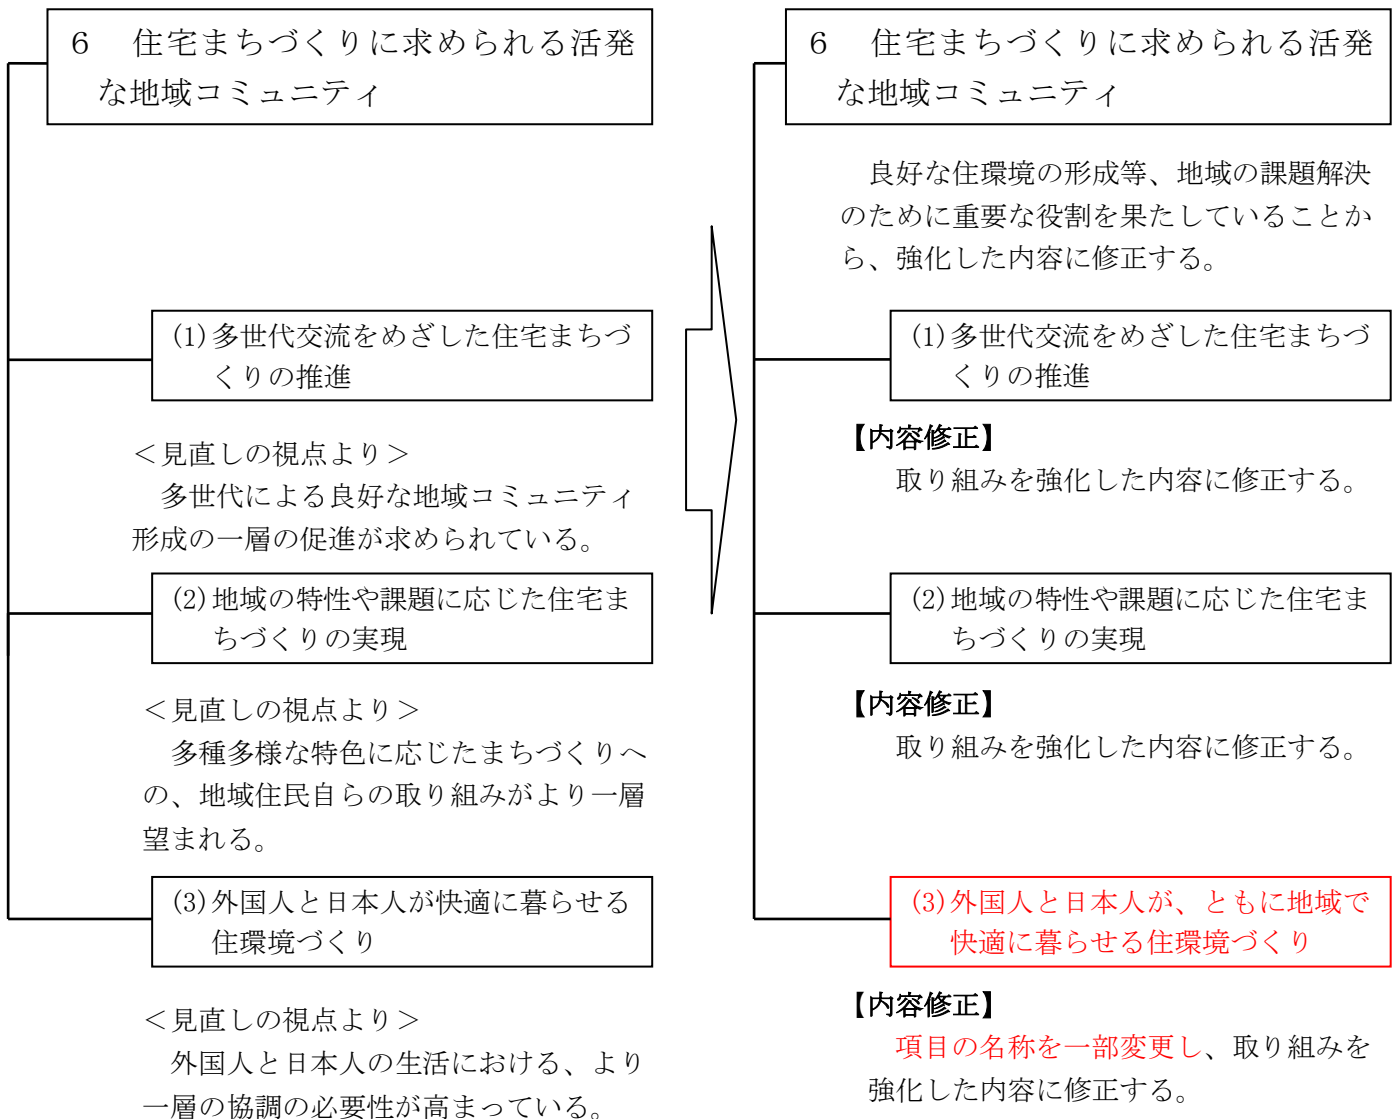 6　住宅まちづくりに求められる活発
な地域コミュニティ
(1)多世代交流をめざした住宅まちづ
くりの推進
＜見直しの視点より＞
多世代による良好な地域コミュニティ
形成の一層の促進が求められている。
(2)地域の特性や課題に応じた住宅ま
ちづくりの実現
＜見直しの視点より＞
多種多様な特色に応じたまちづくりへ
の、地域住民自らの取り組みがより一層
望まれる。
(3)外国人と日本人が快適に暮らせる
住環境づくり
＜見直しの視点より＞
外国人と日本人の生活における、より
一層の協調の必要性が高まっている。
6　住宅まちづくりに求められる活発
な地域コミュニティ
良好な住環境の形成等、地域の課題解決
のために重要な役割を果たしていることか
ら、強化した内容に修正する。
(1)多世代交流をめざした住宅まちづ
くりの推進
【内容修正】
取り組みを強化した内容に修正する。
(2)地域の特性や課題に応じた住宅ま
ちづくりの実現
【内容修正】
取り組みを強化した内容に修正する。
(3)外国人と日本人が、ともに地域で
快適に暮らせる住環境づくり
【内容修正】
項目の名称を一部変更し、取り組みを
強化した内容に修正する。